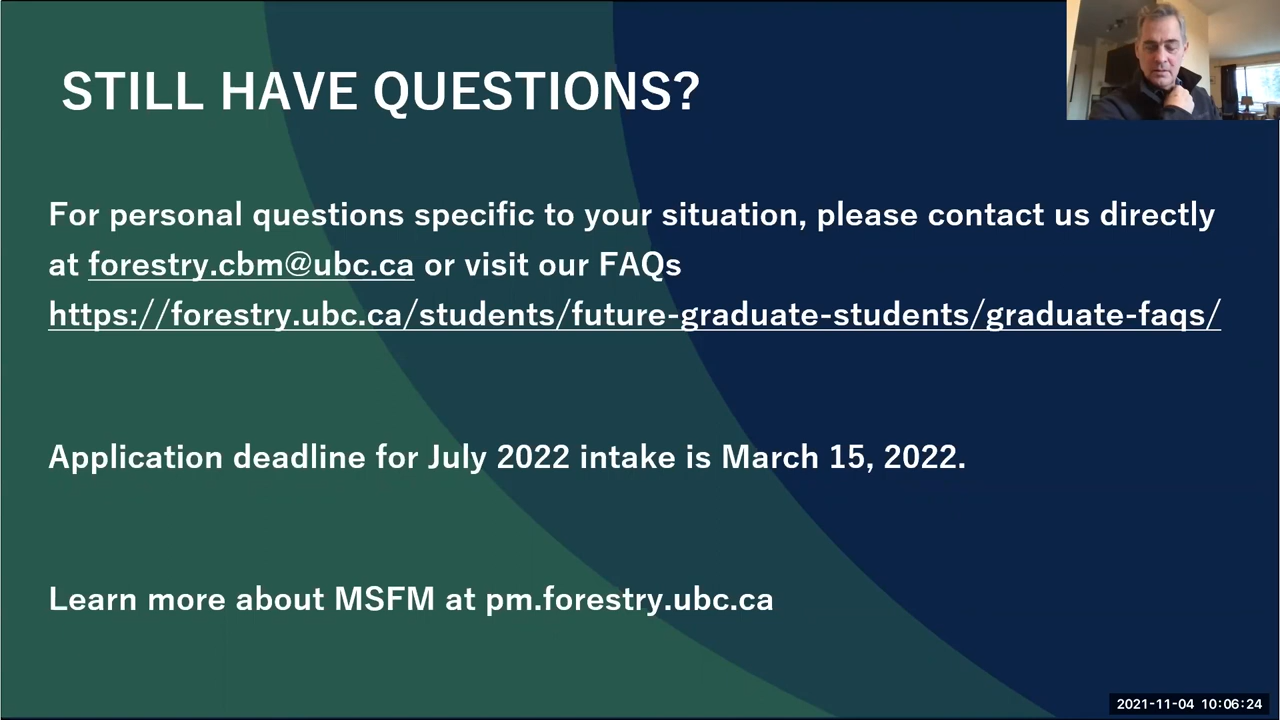 STILL HAVE QUESTIONS?
For personal questions specific to your situation, please contact us directly
at forestry.cbm@ubc.ca or visit our FAQs
https://forestry.ubc.ca/students/future-graduate-students/graduate-faqs/
Application deadline for July 2022 intake is March 15, 2022.
Learn more about MSFM at pm.forestry.ubc.ca
2021-11-04 10:06:24